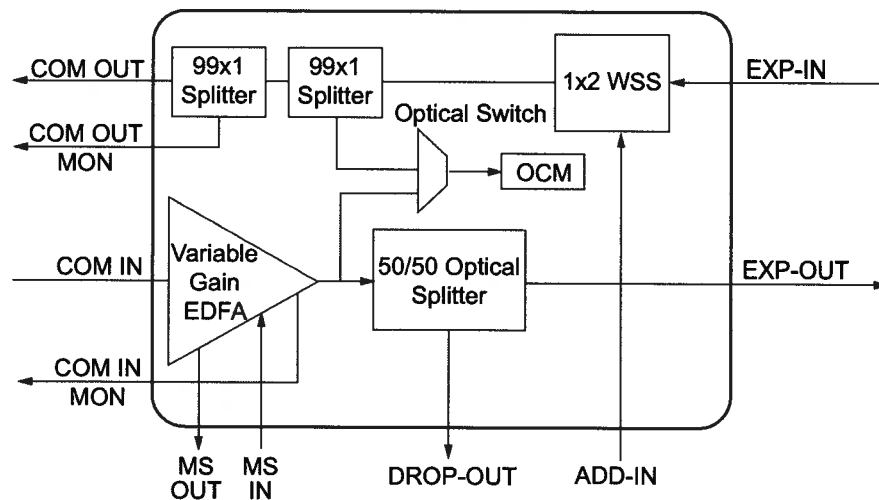 COM OUT
99x1
Splitter
99x1
Splitter
1x2 WSS
EXP-IN
COM OUT
MON
Optical Switch
OCM
COM IN
Variable
Gain
EDFA
50/50 Optical
Splitter
EXP-OUT
COM IN
MON
MS
OUT
MS
IN
DROP-OUT
ADD-IN